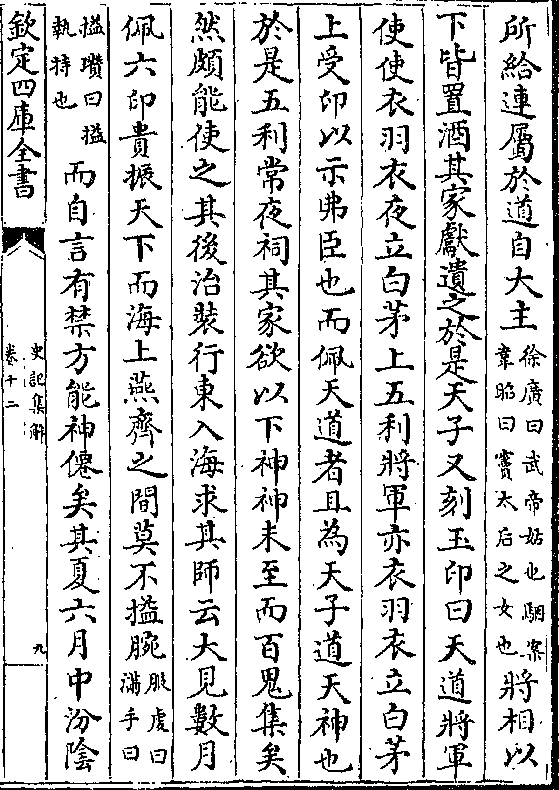 所給連屬於道自大主徐廣曰武帝姑也駰案韋昭曰竇太后之女也將相以
下皆置酒其家獻遺之於是天子又刻玉印曰天道將軍
使使衣羽衣夜立白茅上五利將軍亦衣羽衣立白茅
上受印以示弗臣也而佩天道者且為天子道天神也
於是五利常夜祠其家欲以下神神未至而百鬼集矣
然頗能使之其後治裝行東入海求其師云大見數月
佩六印貴振天下而海上燕齊之間莫不搤腕服虔曰滿手曰
搤瓚曰搤執持也而自言有禁方能神僊矣其夏六月中汾陰
欽定四庫全書
史記集解
卷十二
九